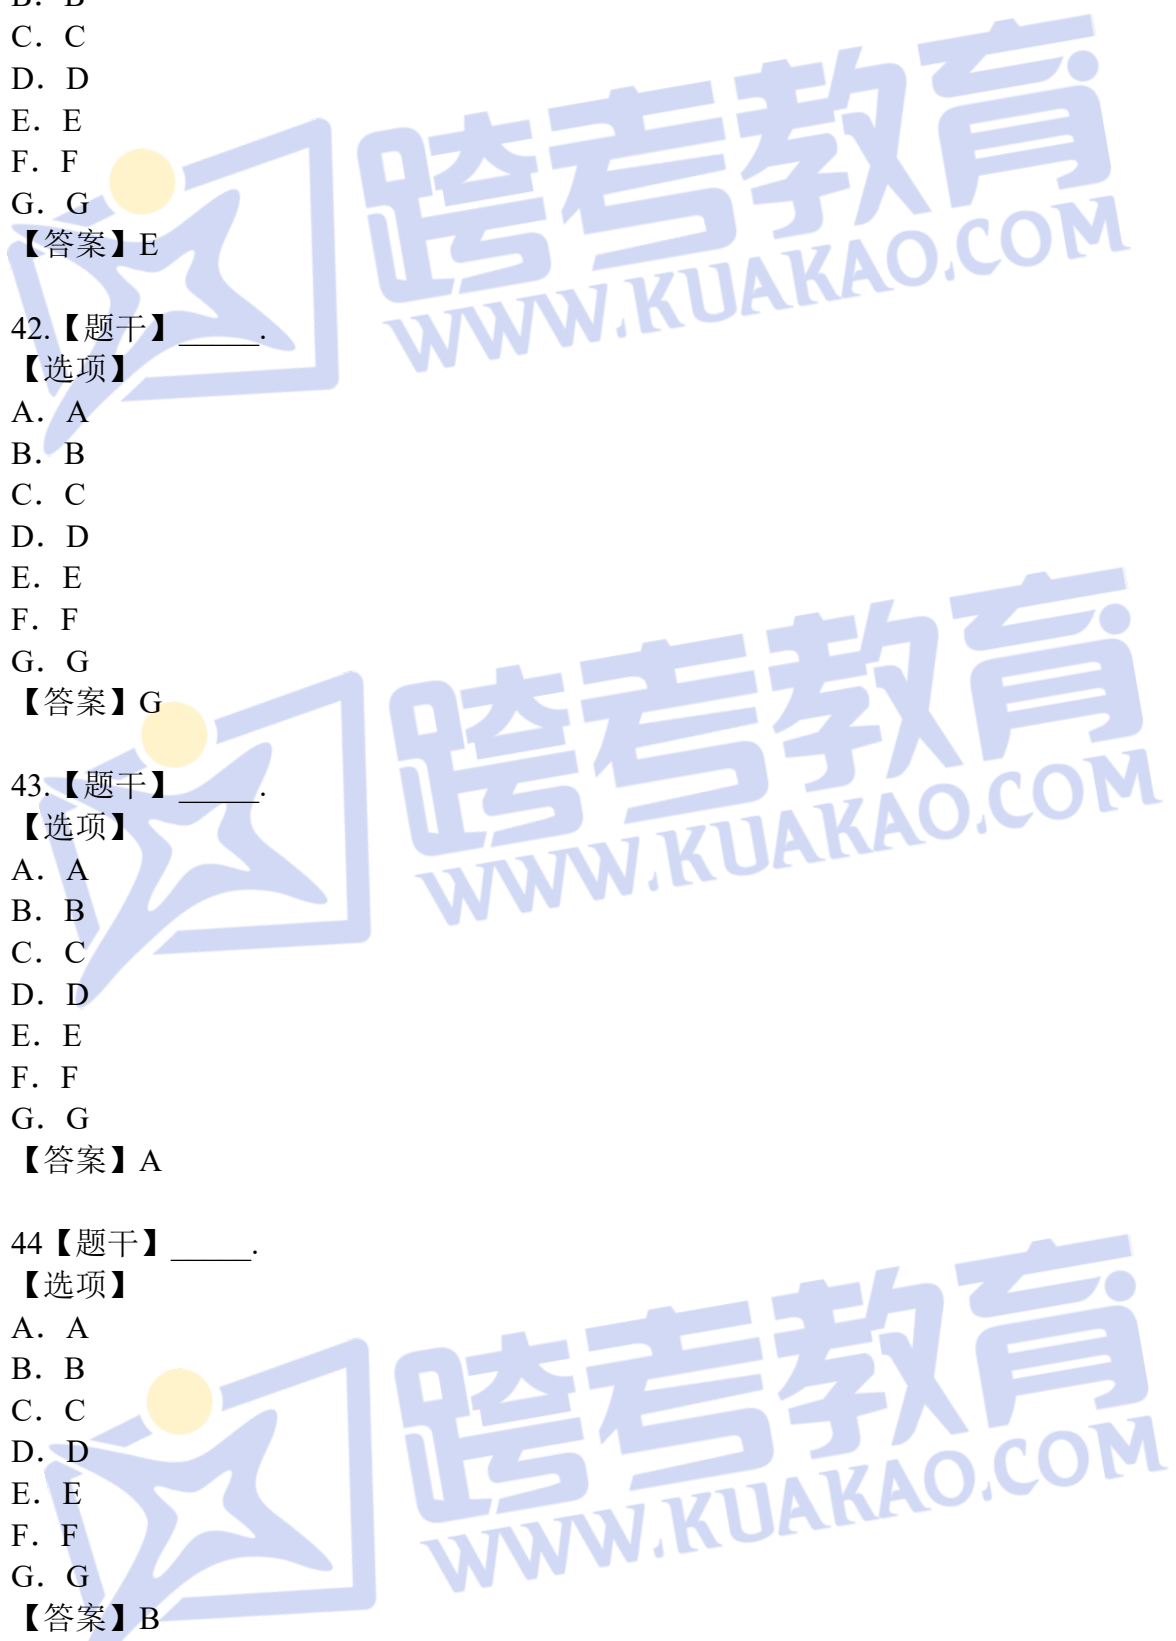 B．B
C．C
D．D
E．E
F．F
G．G
【答案】E
42.【题干】_____.
【选项】
A．A
B．B
C．C
D．D
E．E
F．F
G．G
【答案】G
43.【题干】_____.
【选项】
A．A
B．B
C．C
D．D
E．E
F．F
G．G
【答案】A
44【题干】_____.
【选项】
A．A
B．B
C．C
D．D
E．E
F．F
G．G
【答案】B
跨考教育
WWW.KUAKAO.COM
跨考教育
WWW.KUAKAO.COM
跨考教育
WWW.KUAKAO.COM